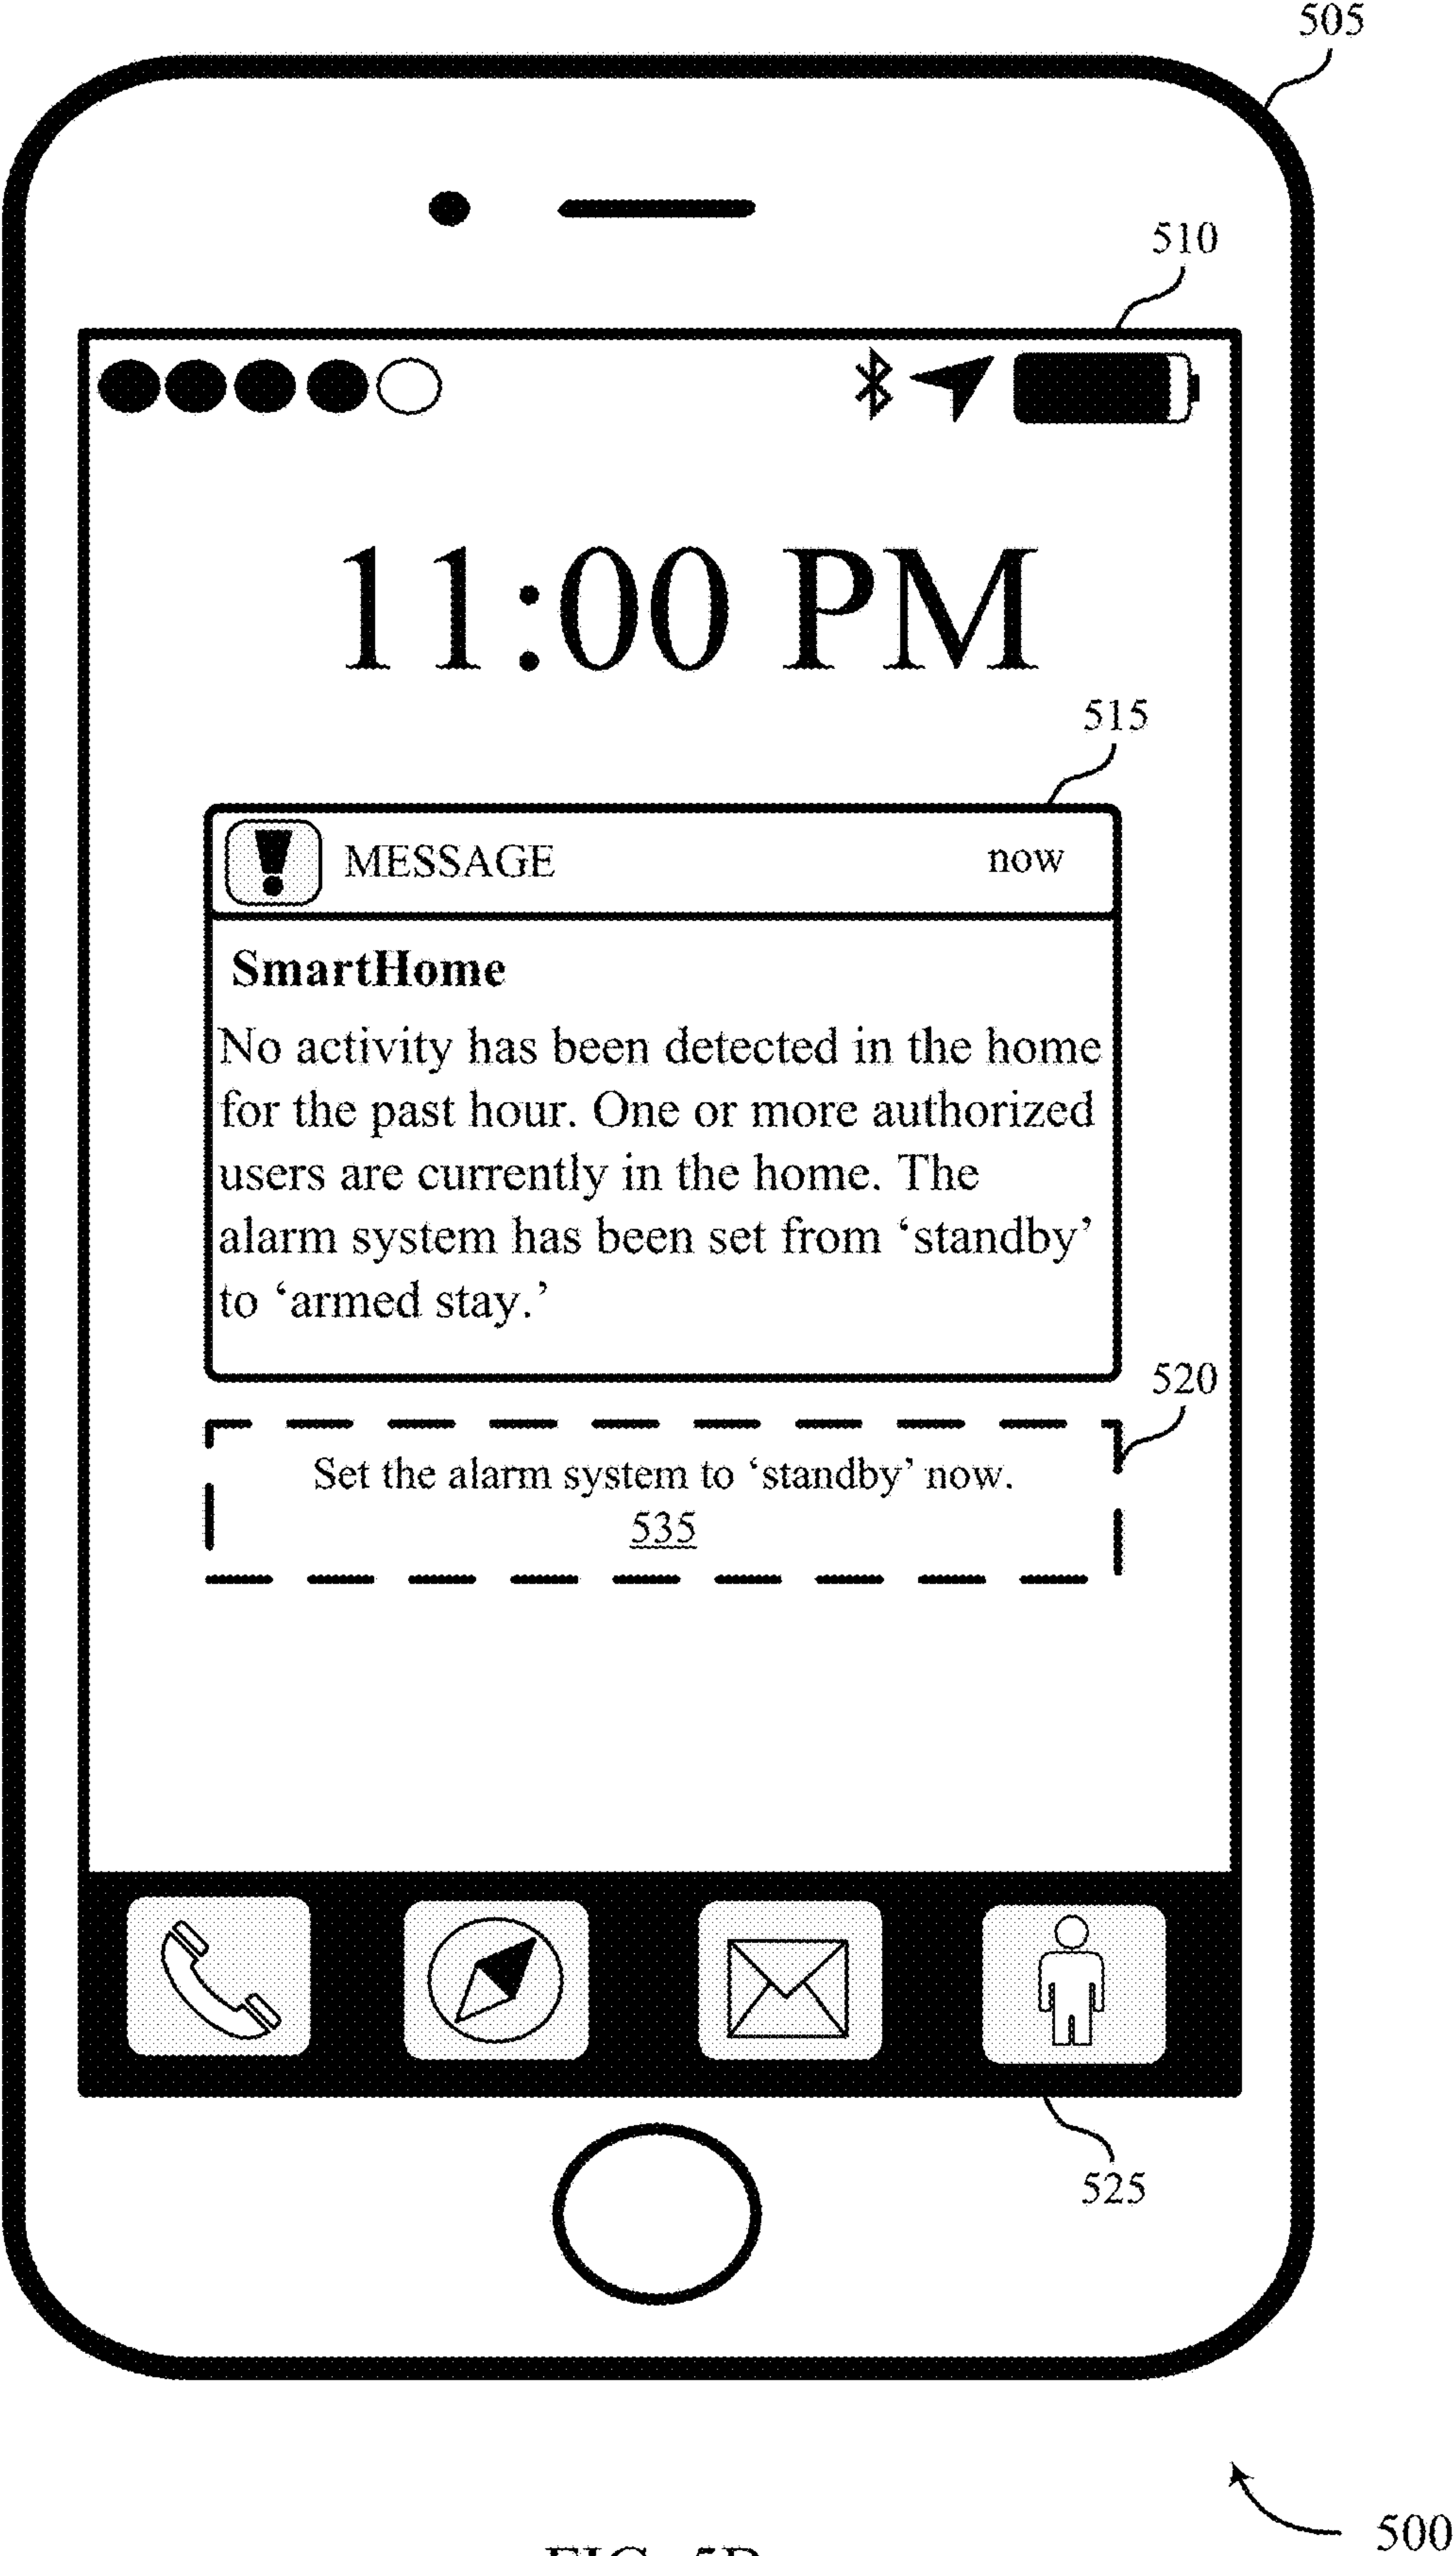 505
510
11:00 PM
515
MESSAGE now
SmartHome
No activity has been detected in the home
for the past hour. One or more authorized
users are currently in the home. The
alarm system has been set from ‘standby’
to ‘armed stay.’
520
Set the alarm system to ‘standby’ now.
535
525
500